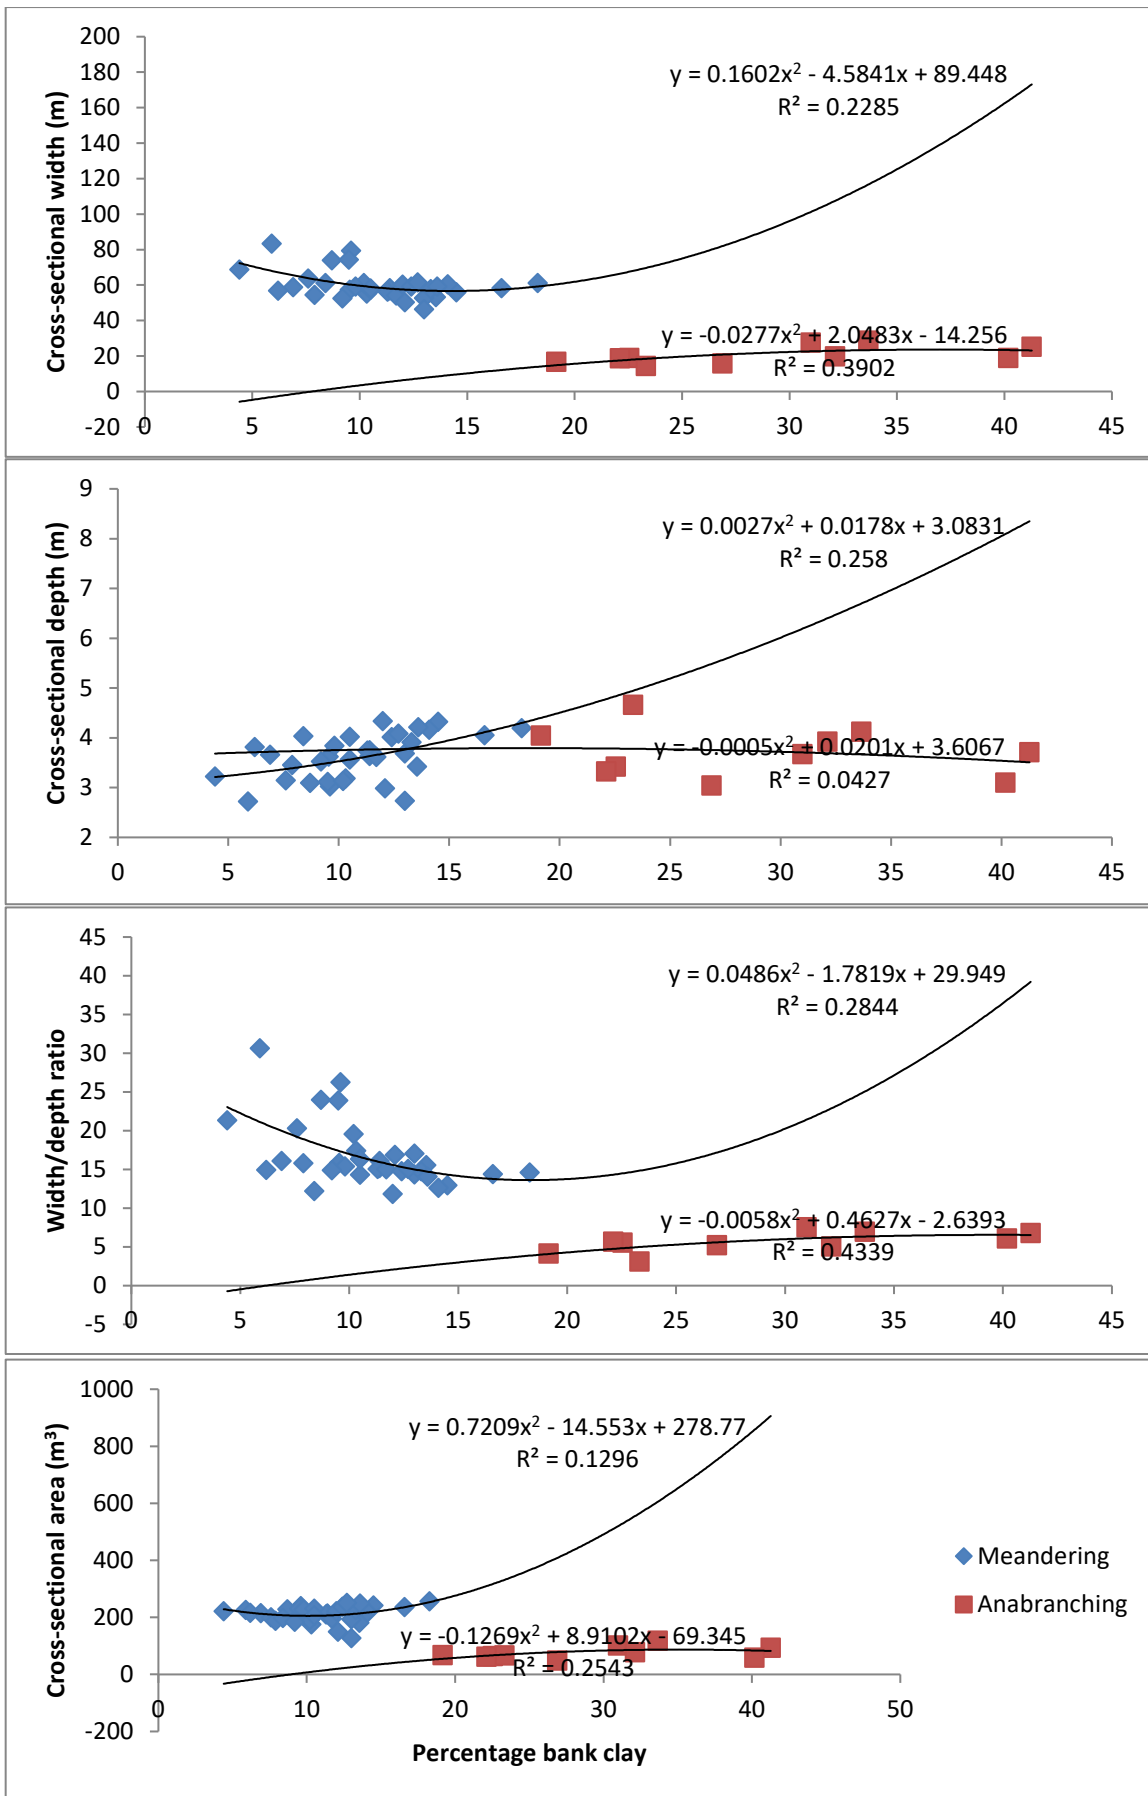 200
180
160
140
120
100
80
60
40
20
0
-20
Cross-sectional width (m)
y = 0.1602x² - 4.5841x + 89.448
R² = 0.2285
y = -0.0277x² + 2.0483x - 14.256
R² = 0.3902
0 5 10 15 20 25 30 35 40 45
9
8
7
6
5
4
3
2
Cross-sectional depth (m)
y = 0.0027x² + 0.0178x + 3.0831
R² = 0.258
y = -0.0005x² + 0.0201x + 3.6067
R² = 0.0427
0 5 10 15 20 25 30 35 40 45
45
40
35
30
25
20
15
10
5
0
-5
Width/depth ratio
y = 0.0486x² - 1.7819x + 29.949
R² = 0.2844
y = -0.0058x² + 0.4627x - 2.6393
R² = 0.4339
0 5 10 15 20 25 30 35 40 45
1000
800
600
400
200
0
-200
Cross-sectional area (m³)
y = 0.7209x² - 14.553x + 278.77
R² = 0.1296
y = -0.1269x² + 8.9102x - 69.345
R² = 0.2543
Meandering
Anabranching
0 10 20 30 40 50
Percentage bank clay